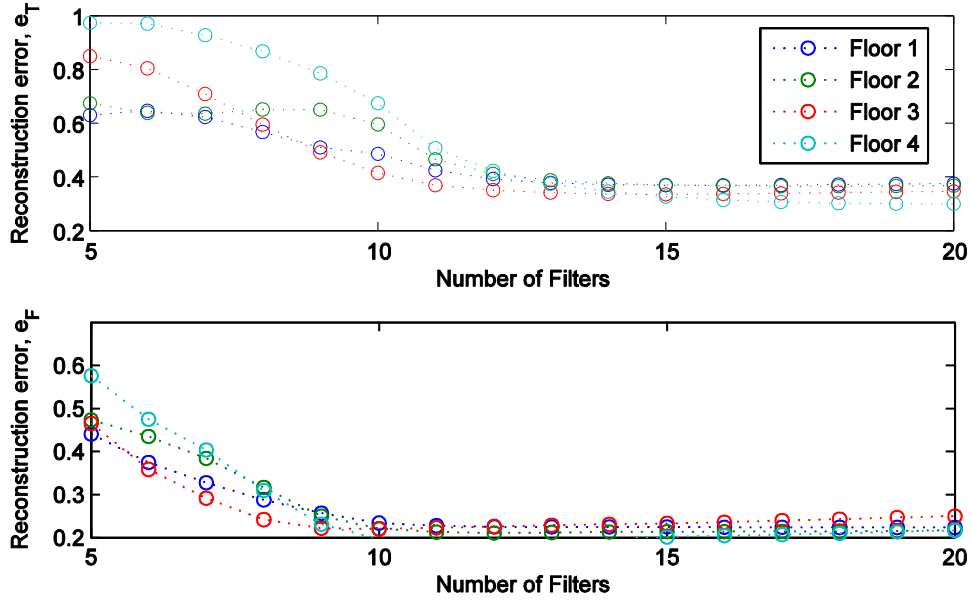 Reconstruction error, e_T
1
0.8
0.6
0.4
0.2
5
10
15
20
Number of Filters
Floor 1
Floor 2
Floor 3
Floor 4
Reconstruction error, e_F
0.6
0.5
0.4
0.3
0.2
5
10
15
20
Number of Filters